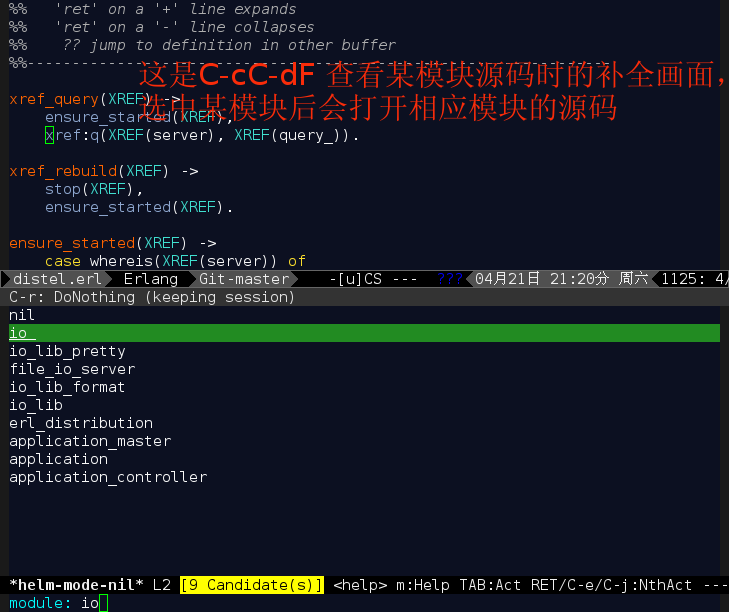 %%   'ret' on a '+' line expands
%%   'ret' on a '-' line collapses
%%    ?? jump to definition in other buffer
%%-----------------------------------------------------------------
这是C-cC-dF 查看某模块源码时的补全画面，
选中某模块后会打开相应模块的源码
xref_query(XREF) ->
    ensure_started(XREF),
    xref:q(XREF(server), XREF(query_)).
xref_rebuild(XREF) ->
    stop(XREF),
    ensure_started(XREF).
ensure_started(XREF) ->
    case whereis(XREF(server)) of
distel.erl Erlang Git-master -[u]CS --- ??? 04月21日 21:20分 周六 1125: 4/
C-r: DoNothing (keeping session)
nil
io_
io_lib_pretty
file_io_server
io_lib_format
io_lib
erl_distribution
application_master
application
application_controller
*helm-mode-nil* L2 [9 Candidate(s)] <help> m:Help TAB:Act RET/C-e/C-j:NthAct ---
module: io